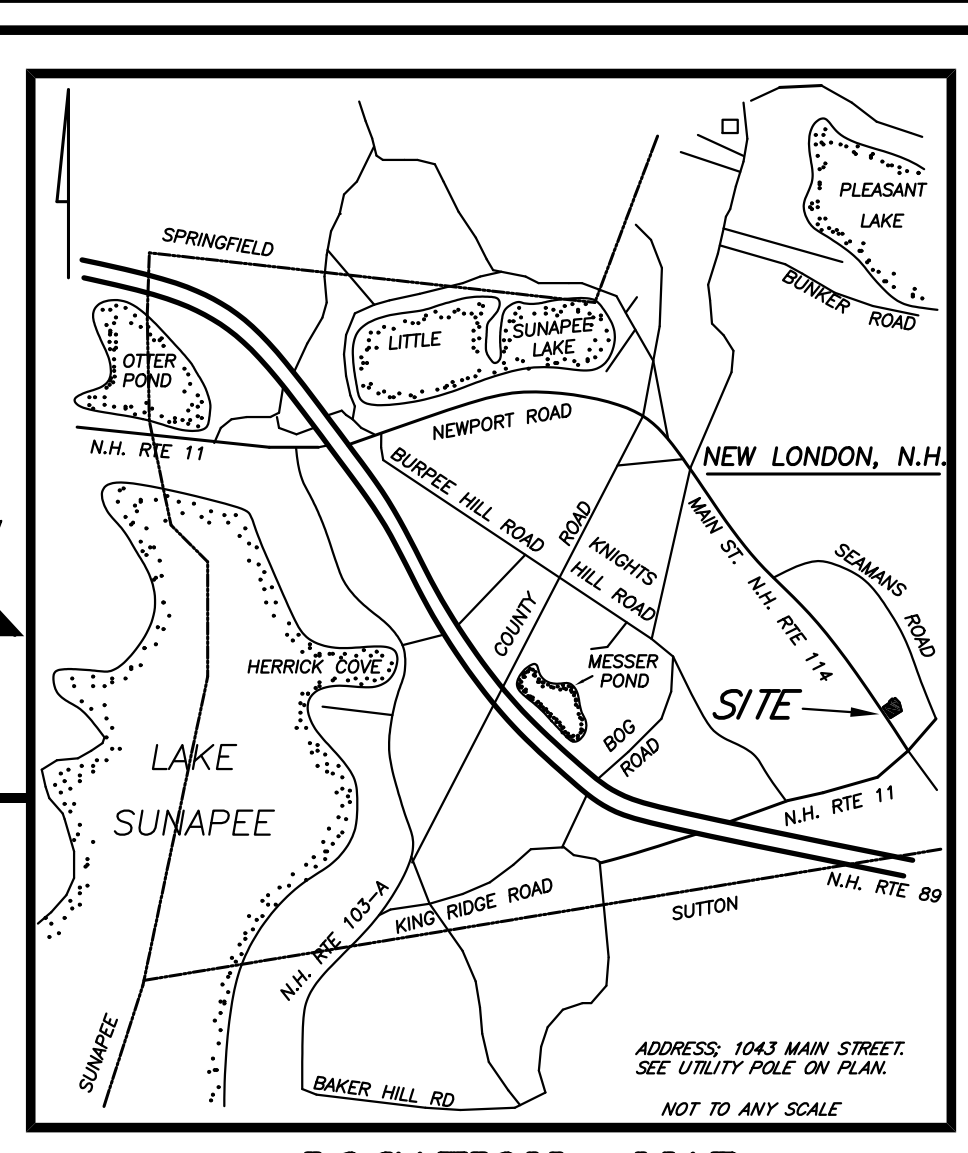 PLEASANT
LAKE
SPRINGFIELD
BUNKER ROAD
LITTLE
SUNAPEE
LAKE
OTTER
POND
NEWPORT ROAD
N.H. RTE 11
NEW LONDON, N.H.
BURPEE HILL ROAD
MAIN ST. N.H. RTE 114
COUNTY ROAD
KNIGHTS
HILL ROAD
SEAMANS
ROAD
HERRICK COVE
MESSER
POND
SITE
BOG
ROAD
LAKE
SUNAPEE
N.H. RTE 11
N.H. RTE 89
KING RIDGE ROAD
SUTTON
N.H. RTE 103-A
SUNAPEE
BAKER HILL RD
ADDRESS; 1043 MAIN STREET.
SEE UTILITY POLE ON PLAN.
NOT TO ANY SCALE